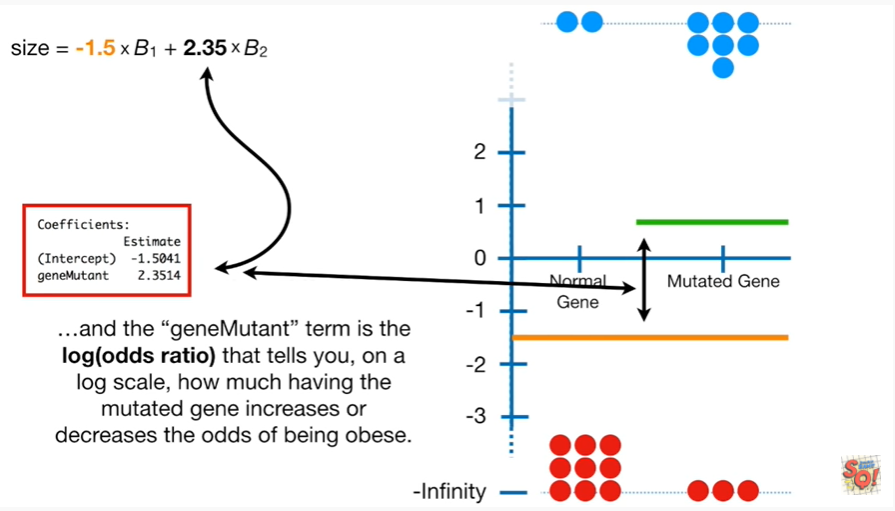 size = -1.5 x B1 + 2.35 x B2
2
1
0
-1
-2
-3
-Infinity
Normal
Gene
Mutated Gene
Coefficients:
Estimate
(Intercept) -1.5041
geneMutant 2.3514
…and the “geneMutant” term is the
log(odds ratio) that tells you, on a
log scale, how much having the
mutated gene increases or
decreases the odds of being obese.